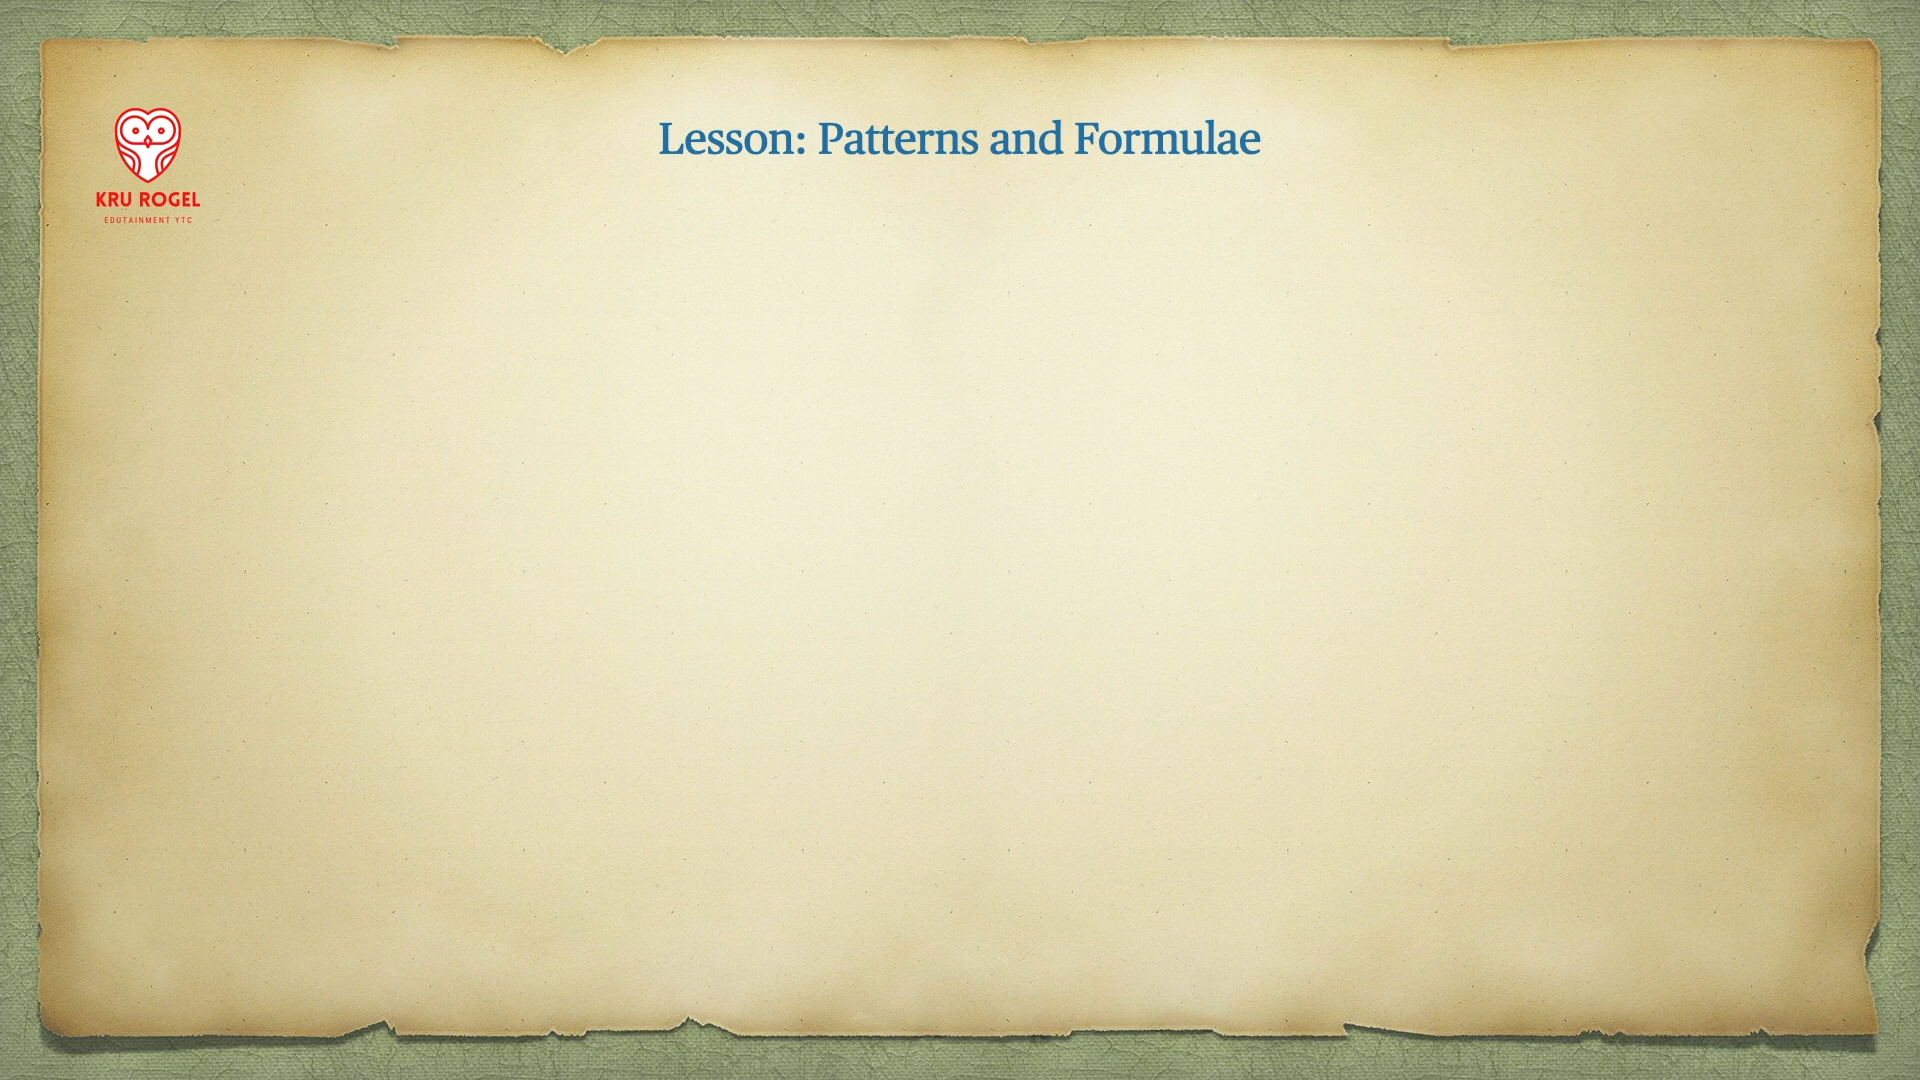 Lesson: Patterns and Formulae
KRU ROGEL
EDUTAINMENT YTC